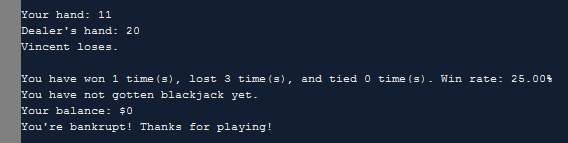 Your hand: 11
Dealer's hand: 20
Vincent loses.
You have won 1 time(s), lost 3 time(s), and tied 0 time(s). Win rate: 25.00%
You have not gotten blackjack yet.
Your balance: $0
You're bankrupt! Thanks for playing!